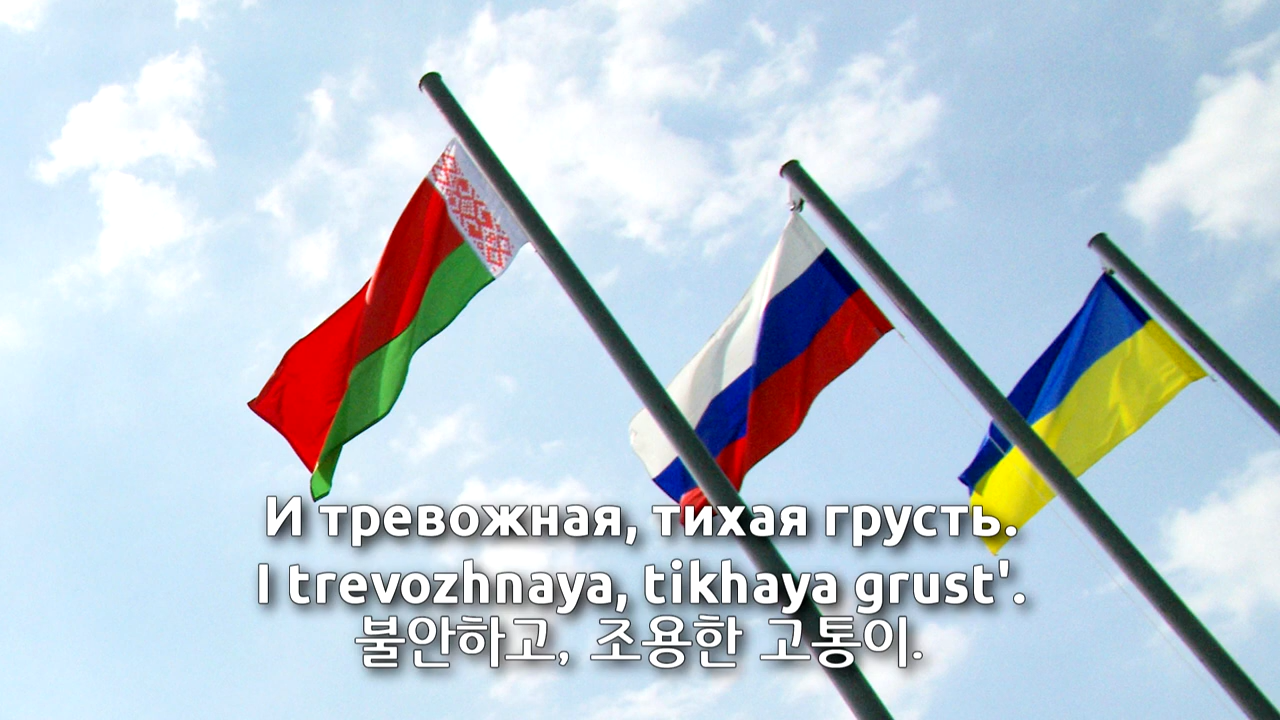 И тревожная, тихая грусть.
I trevozhnaya, tikhaya grust'.
불안하고, 조용한 고통이.